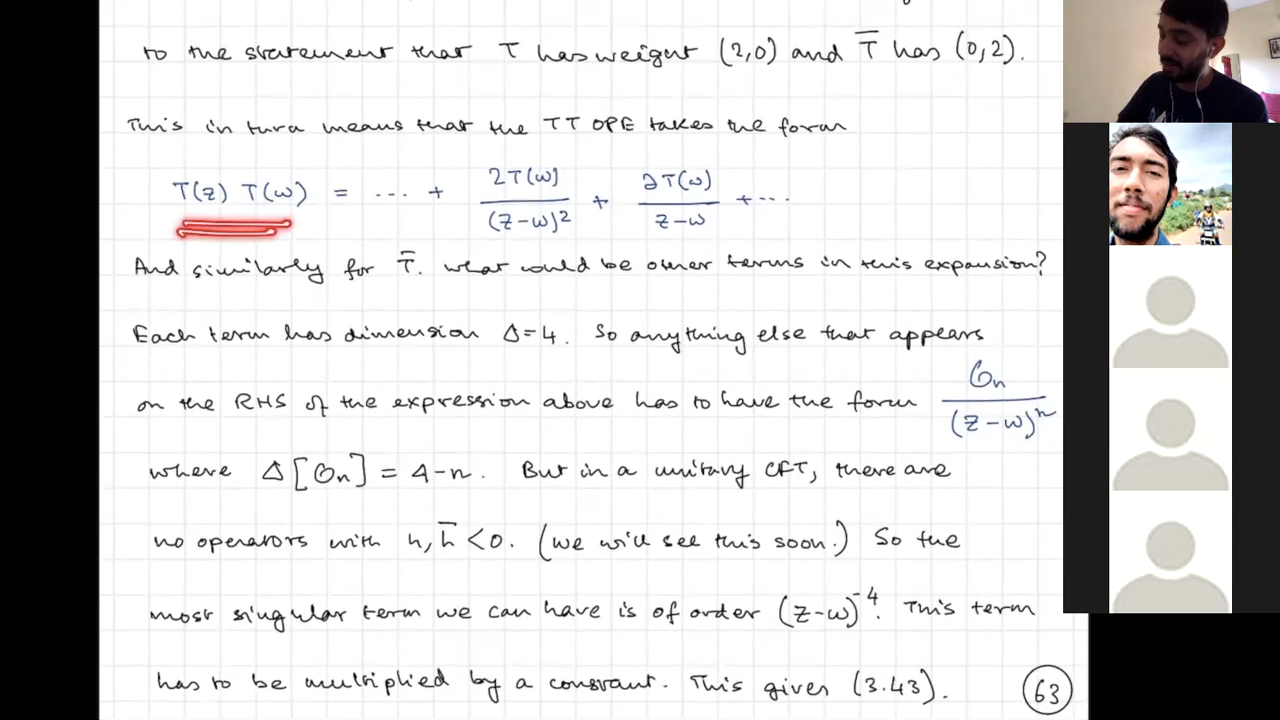 to the statement that T has weight (2,0) and T̅ has (0,2).
This in turn means that the TT OPE takes the form
T(z) T(w) = ... + 2T(w)/(z-w)² + ∂T(w)/z-w + ...
And similarly for T̅. What would be other terms in this expansion?
Each term has dimension Δ=4. So anything else that appears
on the RHS of the expression above has to have the form 𝒪n/(z-w)ⁿ
where Δ[𝒪n] = 4-n. But in a unitary CFT, there are
no operators with h, h̅ <0. (we will see this soon.) So the
most singular term we can have is of order (z-w)⁻⁴. This term
has to be multiplied by a constant. This gives (3.43).
63